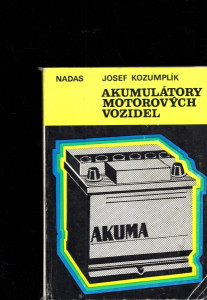 NADAS JOSEF KOZUMPLÍK
AKUMULÁTORY
MOTOROVÝCH
VOZIDEL
AKUMA